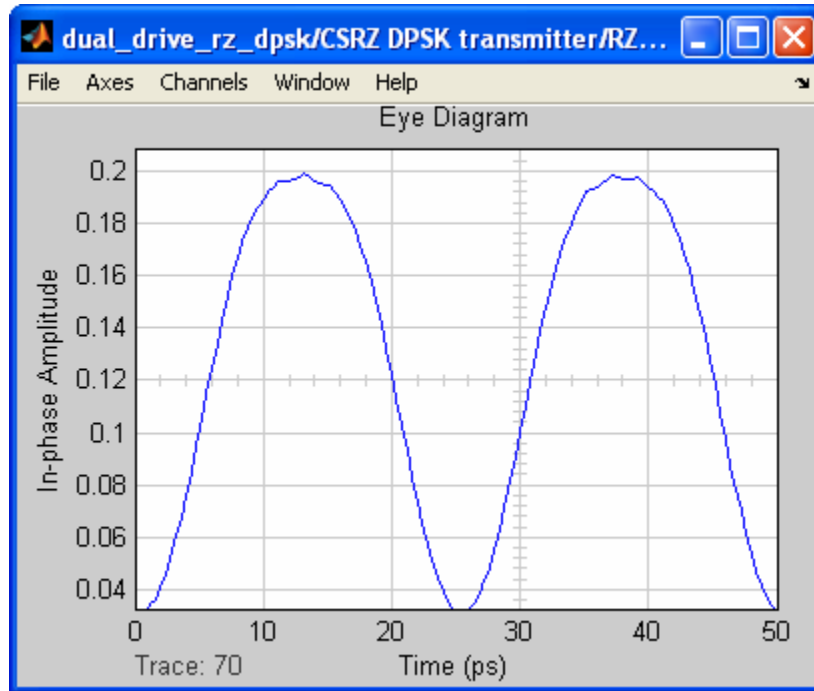 dual_drive_rz_dpsk/CSRZ DPSK transmitter/RZ...
File Axes Channels Window Help
Eye Diagram
In-phase Amplitude
0.2
0.18
0.16
0.14
0.12
0.1
0.08
0.06
0.04
0 10 20 30 40 50
Trace: 70
Time (ps)